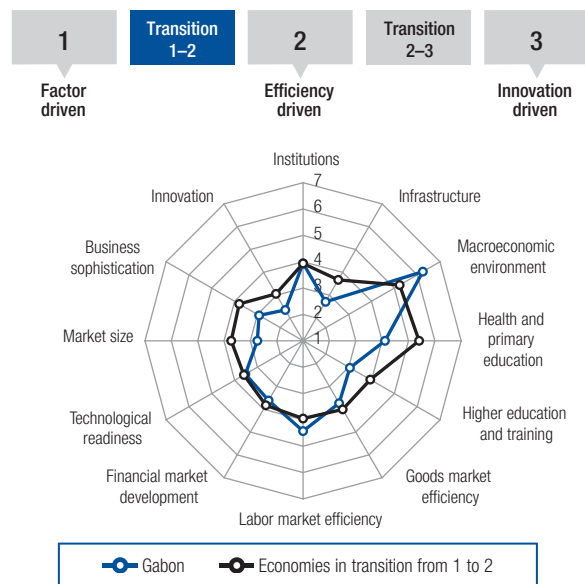 1
Transition
1–2
2
Transition
2–3
3
Factor
driven
Efficiency
driven
Innovation
driven
Institutions
7
6
5
4
3
2
1
Infrastructure
Macroeconomic
environment
Health and
primary
education
Higher education
and training
Goods market
efficiency
Labor market efficiency
Financial market
development
Technological
readiness
Market size
Business
sophistication
Innovation
Gabon
Economies in transition from 1 to 2